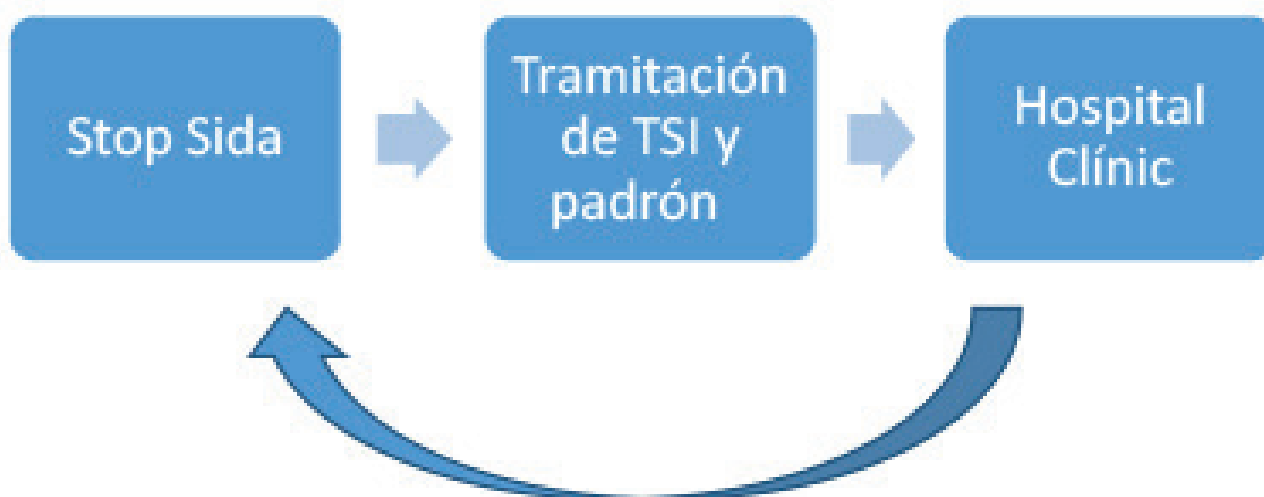 Stop Sida
Tramitación
de TSI y
padrón
Hospital
Clínic